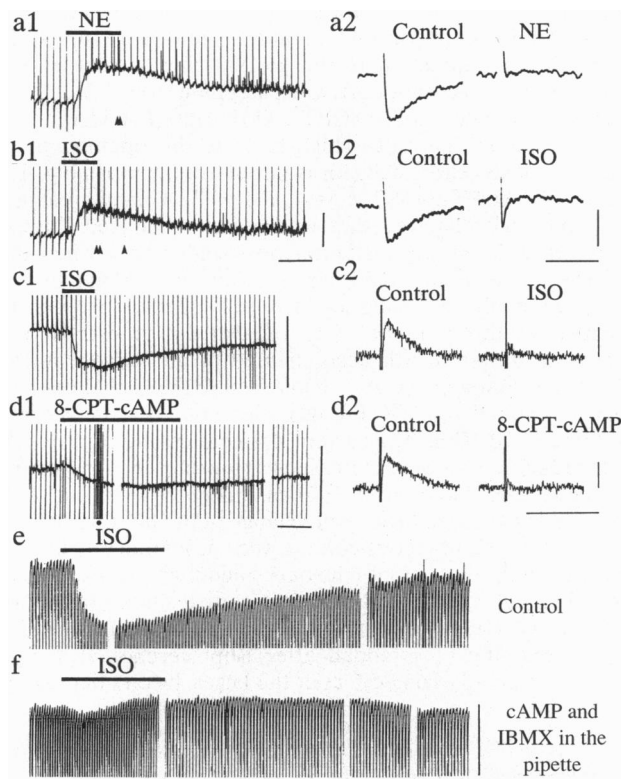 a1 NE
a2 Control NE
b1 ISO
b2 Control ISO
c1 ISO
c2 Control ISO
d1 8-CPT-cAMP
d2 Control 8-CPT-cAMP
ISO
e
Control
ISO
f
cAMP and
IBMX in the
pipette